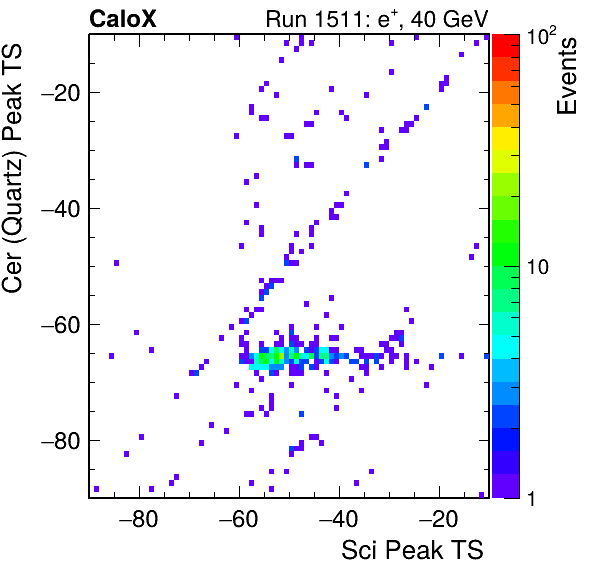 CaloX Run 1511: e⁺, 40 GeV
Cer (Quartz) Peak TS
−20
−40
−60
−80
−80 −60 −40 −20
Sci Peak TS
10²
10
1
Events